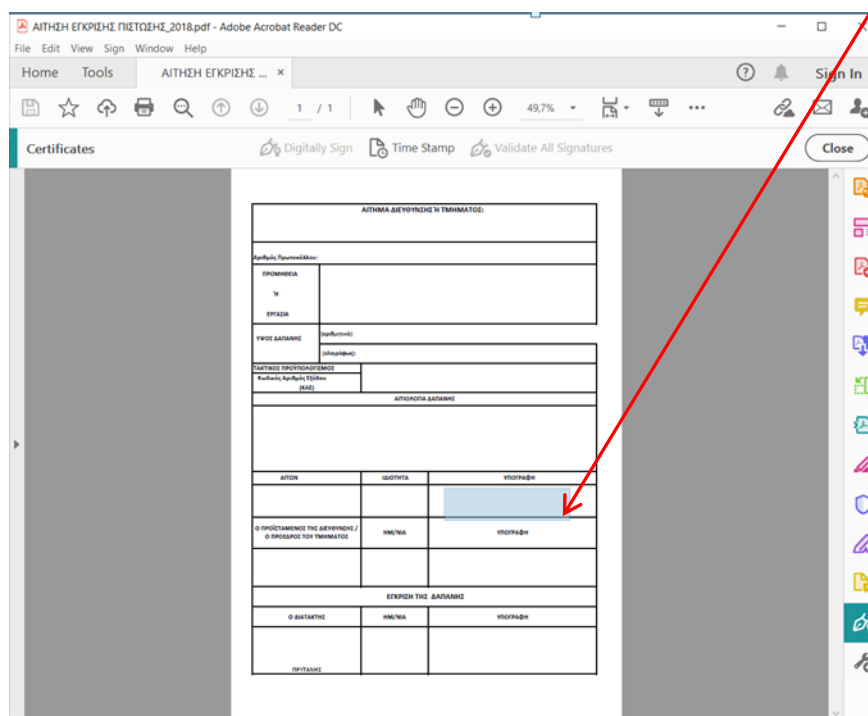 ΑΙΤΗΣΗ ΕΓΚΡΙΣΗΣ ΠΙΣΤΩΣΗΣ_2018.pdf - Adobe Acrobat Reader DC
File Edit View Sign Window Help
Home Tools ΑΙΤΗΣΗ ΕΓΚΡΙΣΗΣ ... × Sign In
1 / 1 49,7%
Certificates Digitally Sign Time Stamp Validate All Signatures Close
ΑΙΤΗΜΑ ΔΙΕΥΘΥΝΣΗΣ Ή ΤΜΗΜΑΤΟΣ:
Αριθμός Πρωτοκόλλου:
ΠΡΟΜΗΘΕΙΑ
Ή
ΕΡΓΑΣΙΑ
ΥΨΟΣ ΔΑΠΑΝΗΣ
(αριθμητικά):
(ολογράφως):
ΤΑΚΤΙΚΟΣ ΠΡΟΫΠΟΛΟΓΙΣΜΟΣ
Κωδικός Αριθμός Εξόδου
(ΚΑΕ)
ΑΙΤΙΟΛΟΓΙΑ ΔΑΠΑΝΗΣ
ΑΙΤΩΝ ΙΔΙΟΤΗΤΑ ΥΠΟΓΡΑΦΗ
Ο ΠΡΟΪΣΤΑΜΕΝΟΣ ΤΗΣ ΔΙΕΥΘΥΝΣΗΣ /
Ο ΠΡΟΕΔΡΟΣ ΤΟΥ ΤΜΗΜΑΤΟΣ ΗΜ/ΝΙΑ ΥΠΟΓΡΑΦΗ
ΕΓΚΡΙΣΗ ΤΗΣ ΔΑΠΑΝΗΣ
Ο ΔΙΑΤΑΚΤΗΣ ΗΜ/ΝΙΑ ΥΠΟΓΡΑΦΗ
ΠΡΥΤΑΝΗΣ